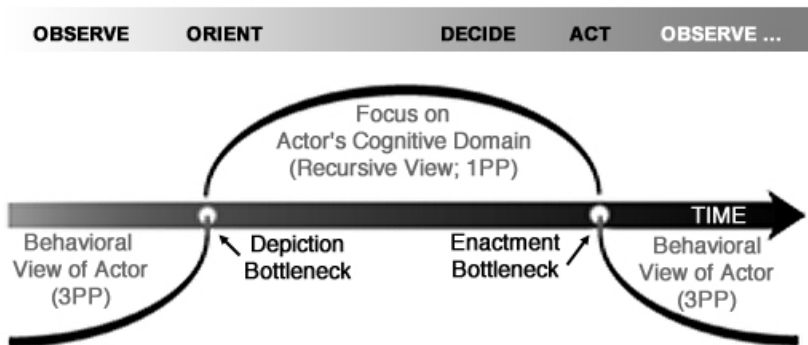 OBSERVE ORIENT DECIDE ACT OBSERVE ...
Focus on
Actor's Cognitive Domain
(Recursive View; 1PP)
TIME
Behavioral
View of Actor
(3PP)
Depiction
Bottleneck
Enactment
Bottleneck
Behavioral
View of Actor
(3PP)